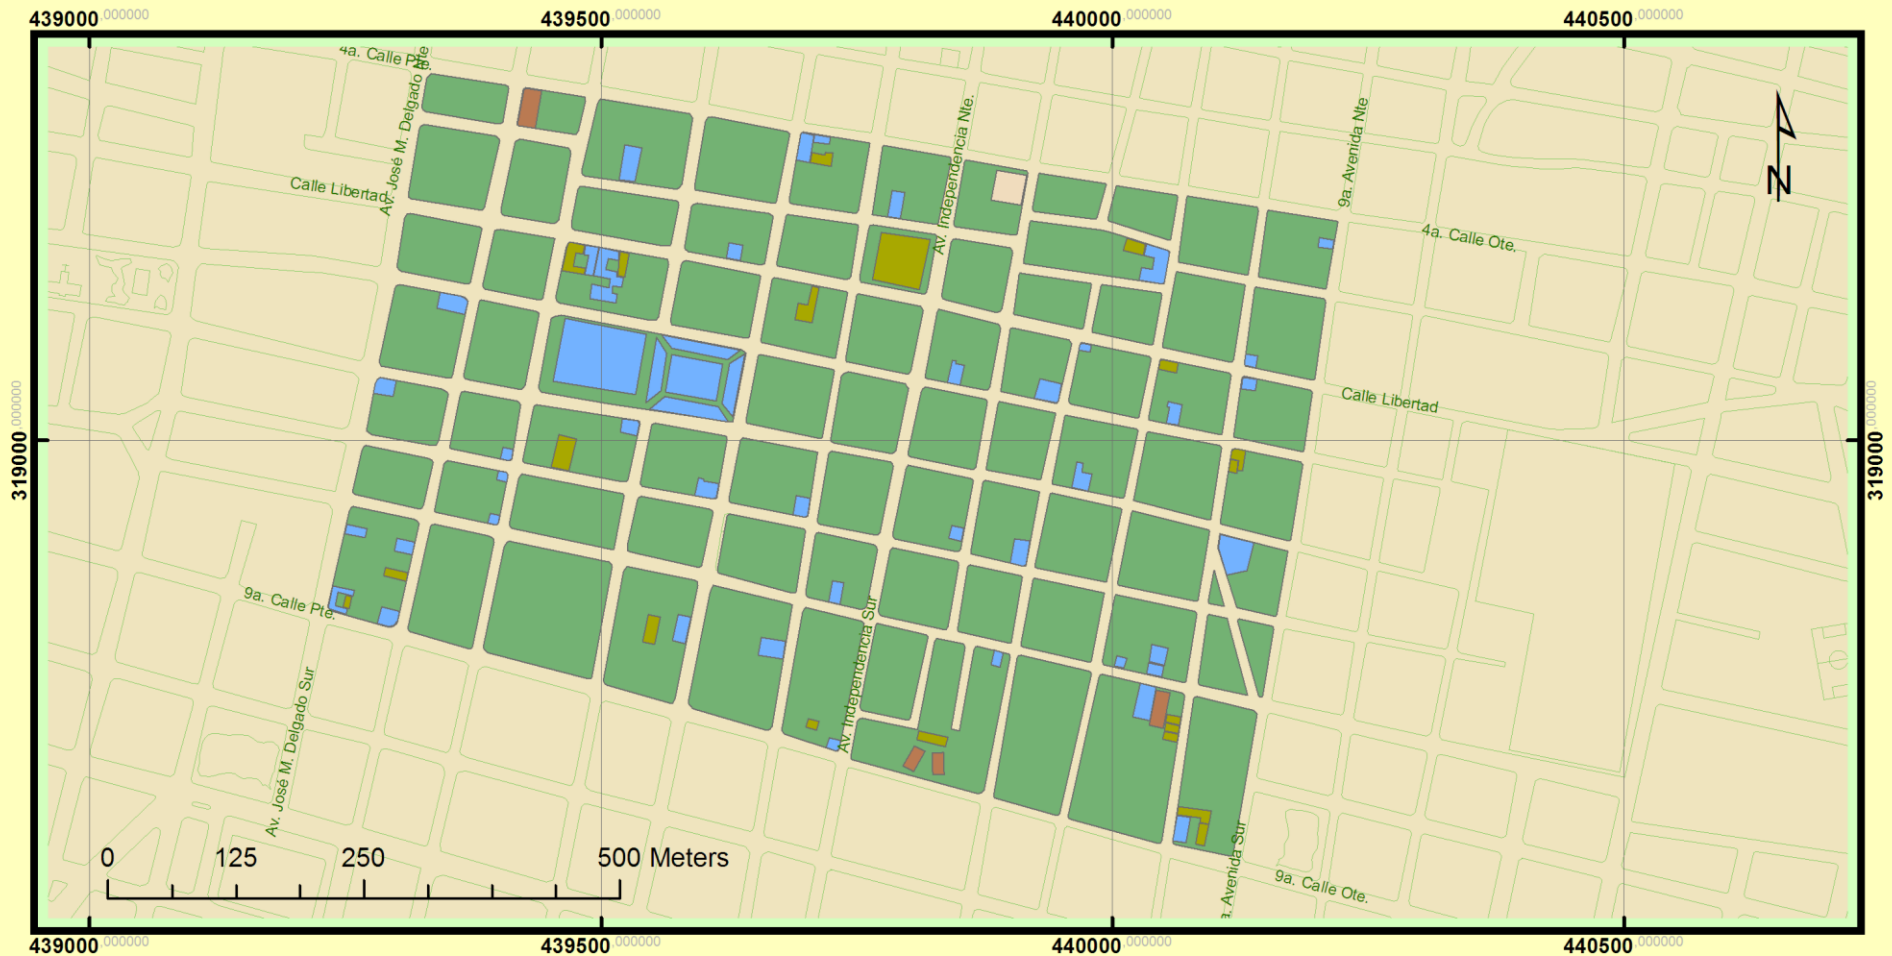 439000.000000 439500.000000 440000.000000 440500.000000
4a. Calle Pte.
Av. José M. Delgado Nte.
Av. Independencia Nte.
9a. Avenida Nte
N
Calle Libertad
4a. Calle Ote.
Calle Libertad
319000.000000
319000.000000
9a. Calle Pte.
Av. Independencia Sur
Av. José M. Delgado Sur
a. Avenida Sur
9a. Calle Ote.
0 125 250 500 Meters
439000.000000 439500.000000 440000.000000 440500.000000